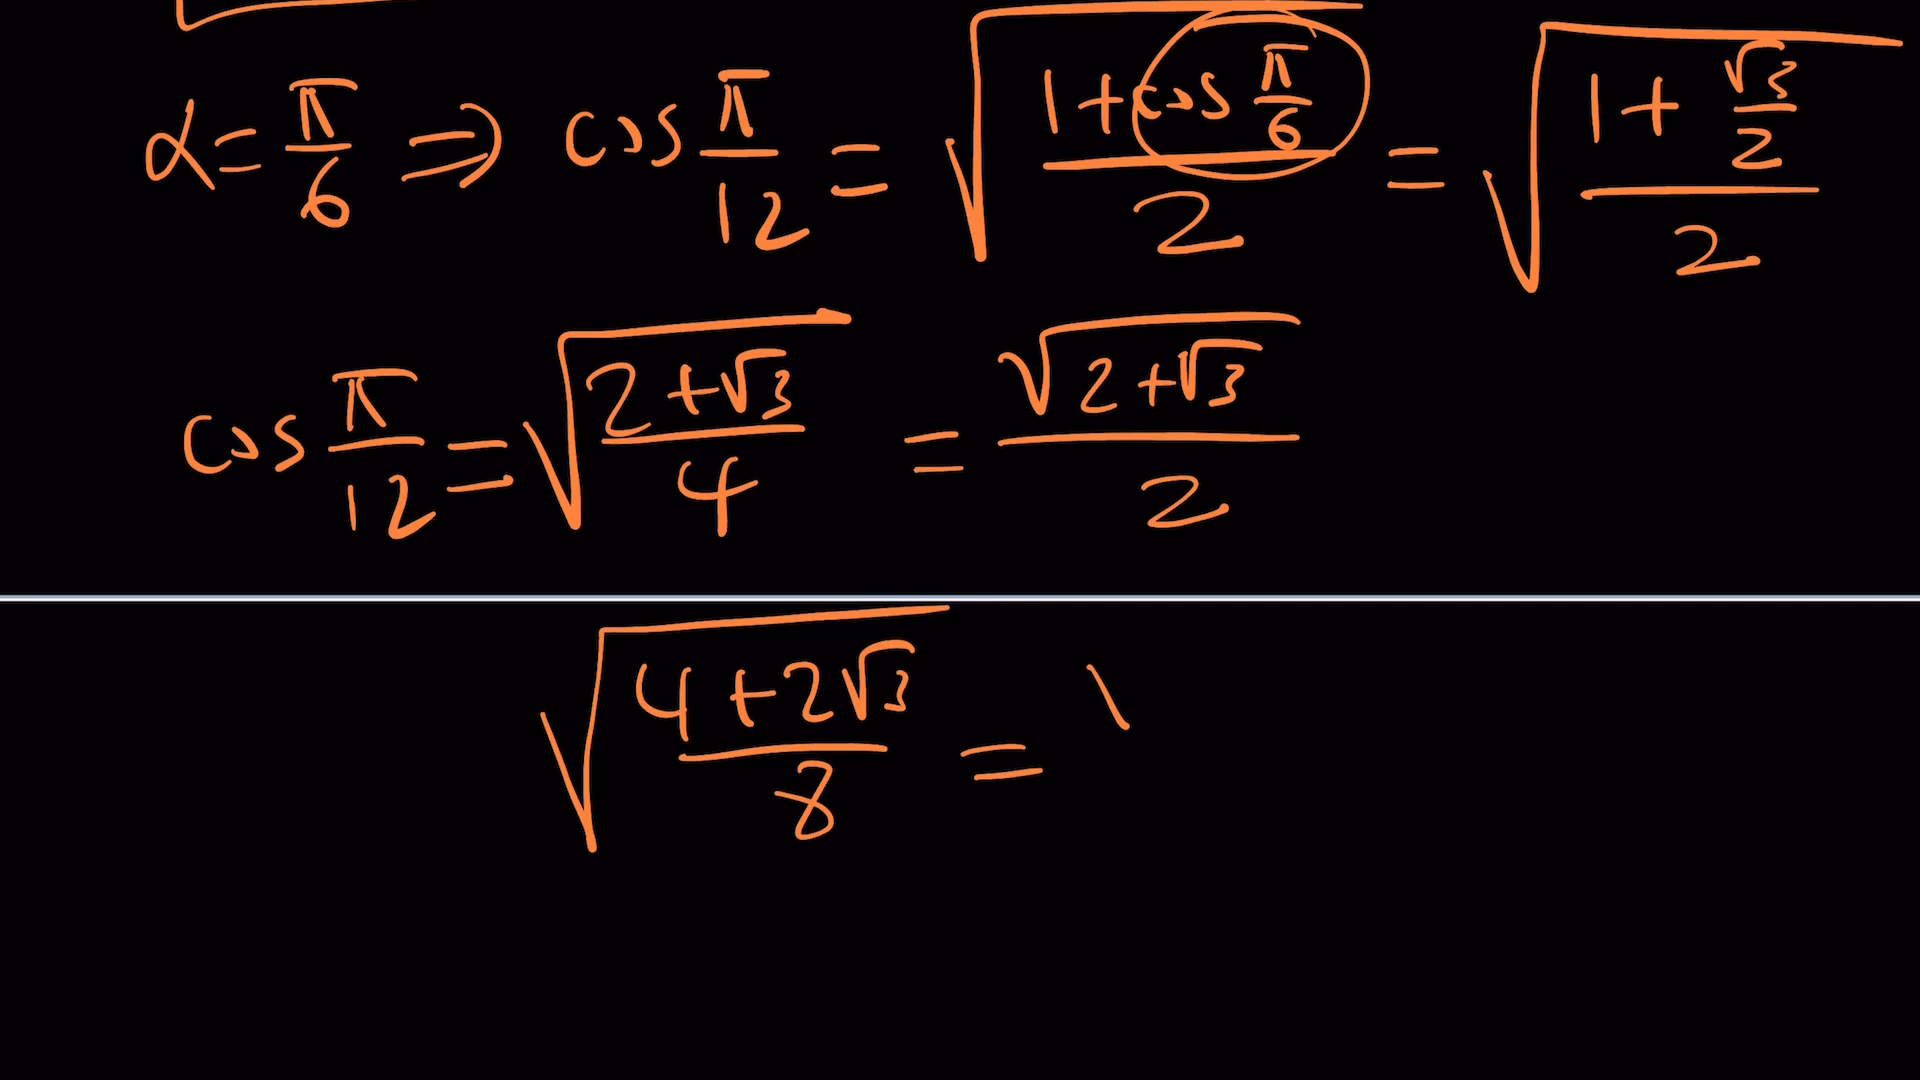 α = π/6 ⇒ cos π/12 = √((1 + cos π/6)/2) = √((1 + √3/2)/2)
cos π/12 = √((2 + √3)/4) = √(2 + √3)/2
√((4 + 2√3)/8) =